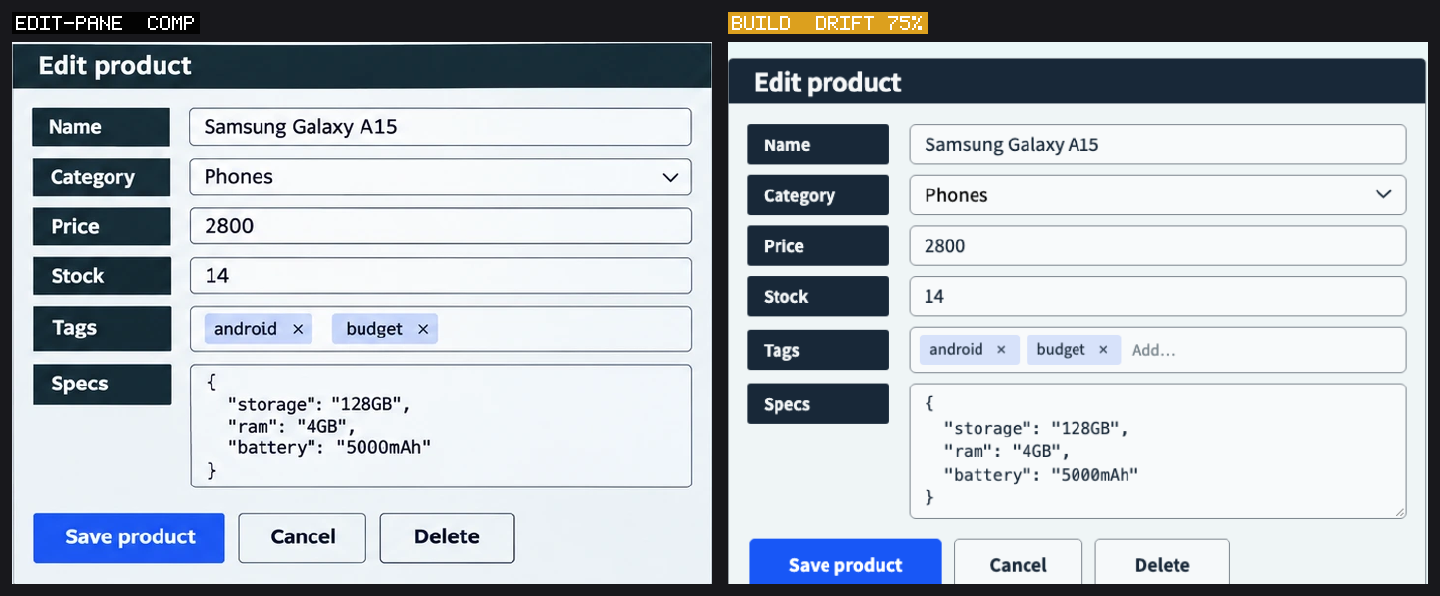 EDIT-PANE COMP
Edit product
Name
Samsung Galaxy A15
Category
Phones
Price
2800
Stock
14
Tags
android ×
budget ×
Specs
{
"storage": "128GB",
"ram": "4GB",
"battery": "5000mAh"
}
Save product
Cancel
Delete
BUILD DRIFT 75%
Edit product
Name
Samsung Galaxy A15
Category
Phones
Price
2800
Stock
14
Tags
android ×
budget ×
Add...
Specs
{
"storage": "128GB",
"ram": "4GB",
"battery": "5000mAh"
}
Save product
Cancel
Delete